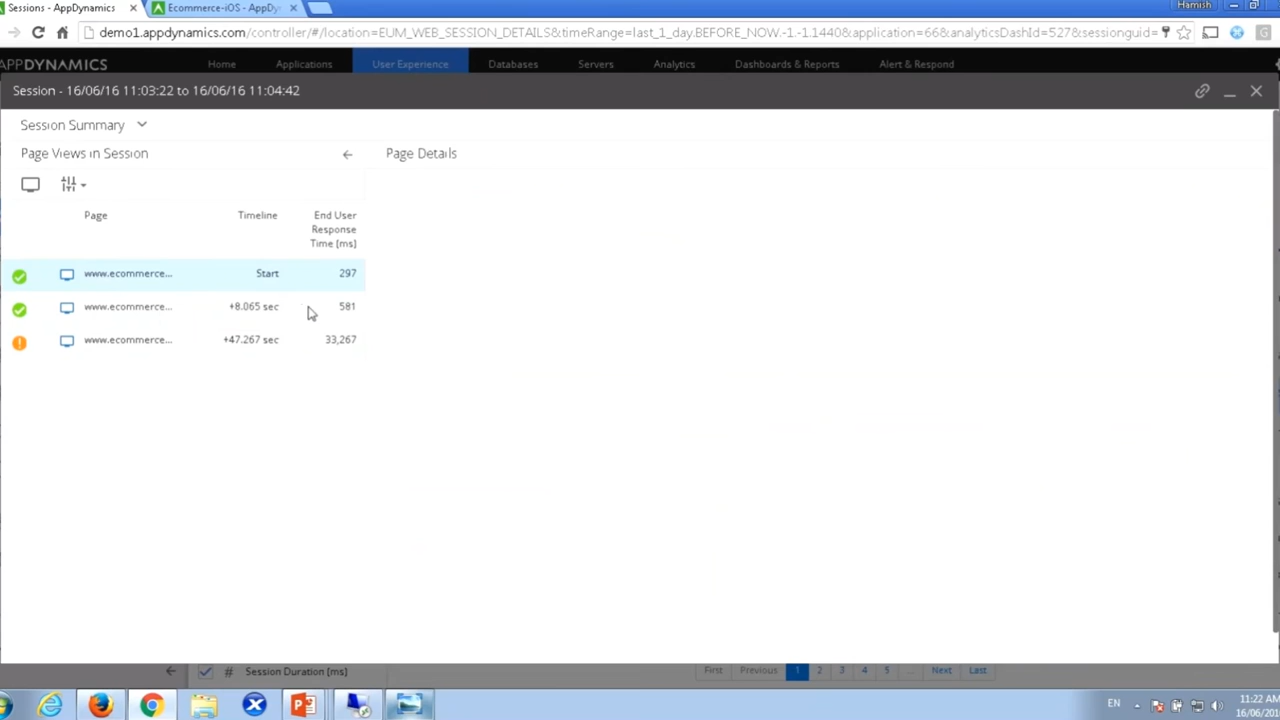 Sessions - AppDynamics
Ecommerce-iOS - AppDy
Hamish
demo1.appdynamics.com/controller/#/location=EUM_WEB_SESSION_DETAILS&timeRange=last_1_day.BEFORE_NOW.-1.-1.1440&application=66&analyticsDashId=527&sessionguid=
APPDYNAMICS
Home Applications User Experience Databases Servers Analytics Dashboards & Reports Alert & Respond
Session - 16/06/16 11:03:22 to 16/06/16 11:04:42
Session Summary
Page Views in Session
Page Details
Page Timeline End User
Response
Time [ms]
www.ecommerce... Start 297
www.ecommerce... +8.065 sec 581
www.ecommerce... +47.267 sec 33,267
# Session Duration [ms]
First Previous 1 2 3 4 5 ... Next Last
EN
11:22 AM
16/06/201